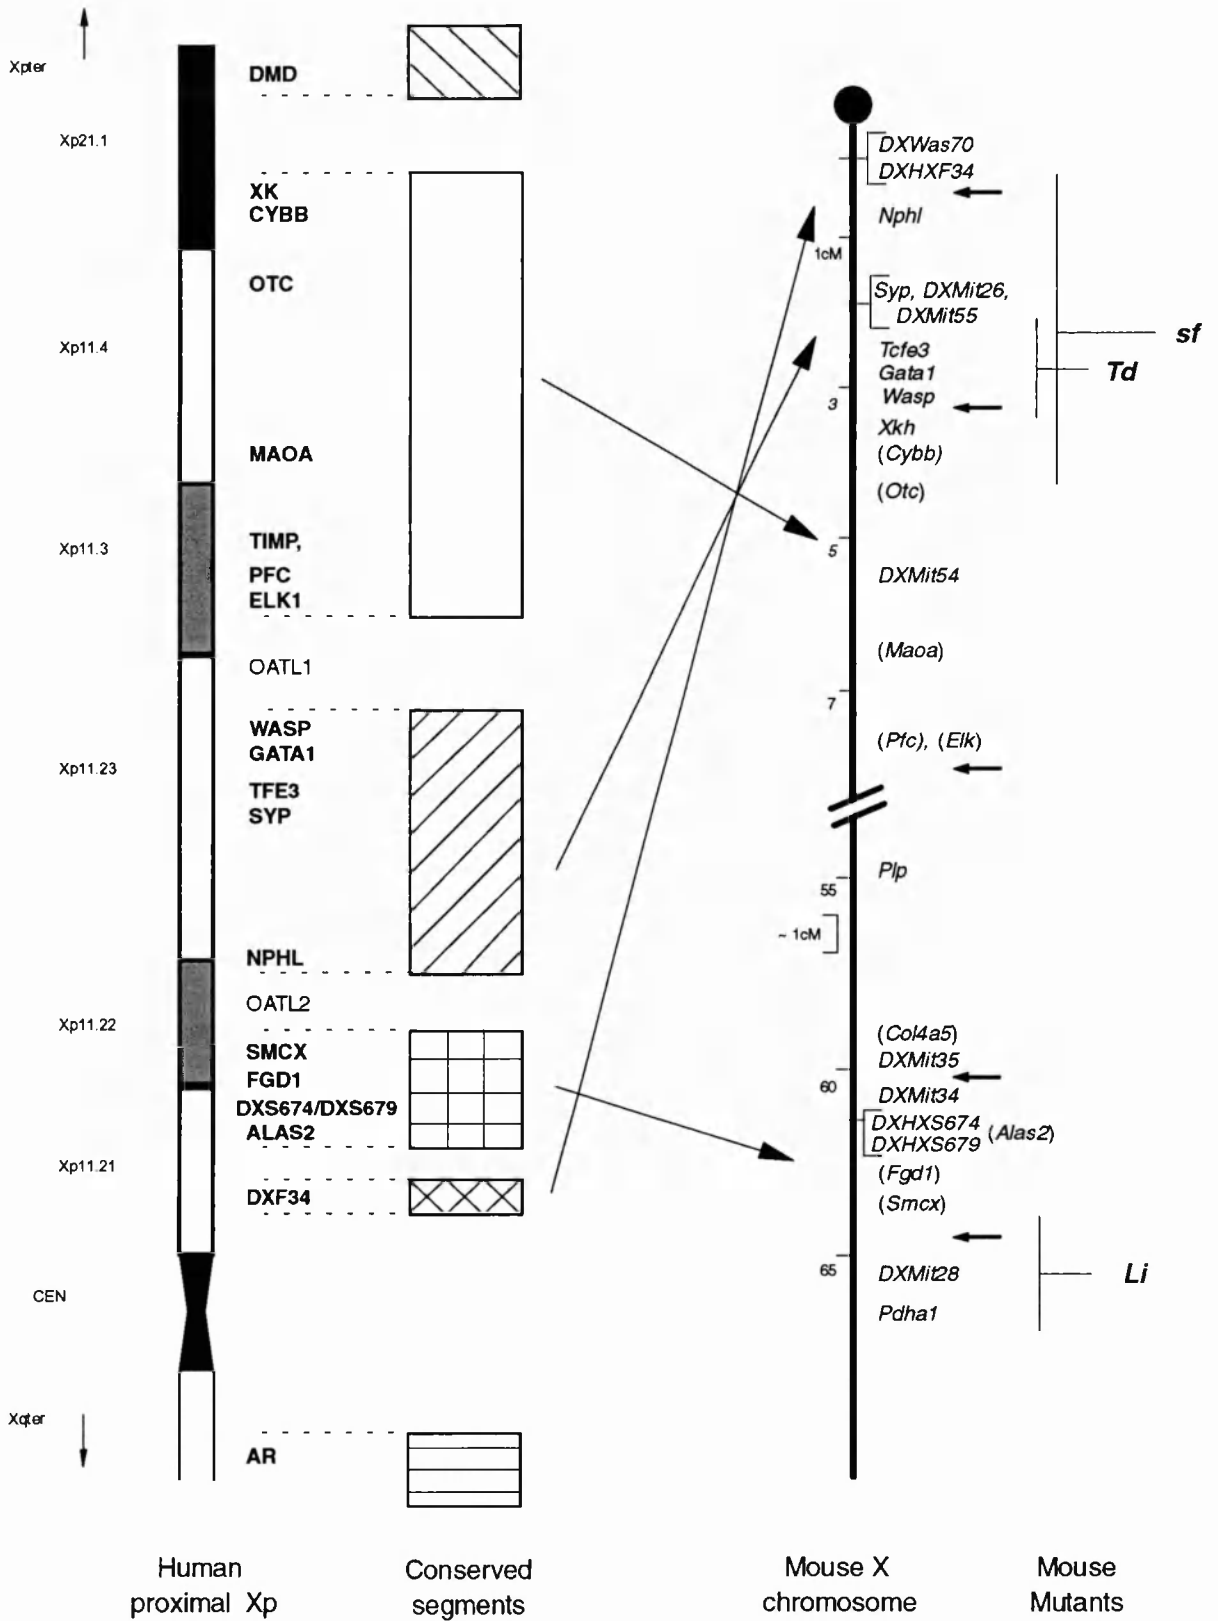 Xpter
DMD
Xp21.1
XK
CYBB
OTC
Xp11.4
MAOA
Xp11.3
TIMP,
PFC
ELK1
OATL1
WASP
GATA1
Xp11.23
TFE3
SYP
NPHL
OATL2
Xp11.22
SMCX
FGD1
DXS674/DXS679
ALAS2
Xp11.21
DXF34
CEN
Xqter
AR
DXWas70
DXHXF34
Nphl
1cM
Syp, DXMit26,
DXMit55
Tcfe3
Gata1
Wasp
3
Xkh
(Cybb)
(Otc)
5
DXMit54
(Maoa)
7
(Pfc), (Elk)
Plp
55
~ 1cM
(Col4a5)
DXMit35
60
DXMit34
DXHXS674
DXHXS679
(Alas2)
(Fgd1)
(Smcx)
65
DXMit28
Pdha1
sf
Td
Li
Human
proximal Xp
Conserved
segments
Mouse X
chromosome
Mouse
Mutants